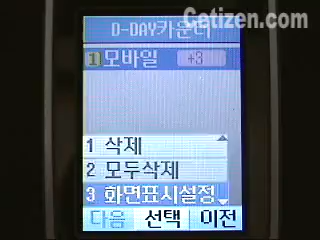 Cetizen.com
D-DAY카운터
1 모바일 +3
1 삭제
2 모두삭제
3 화면표시설정
다음 선택 이전